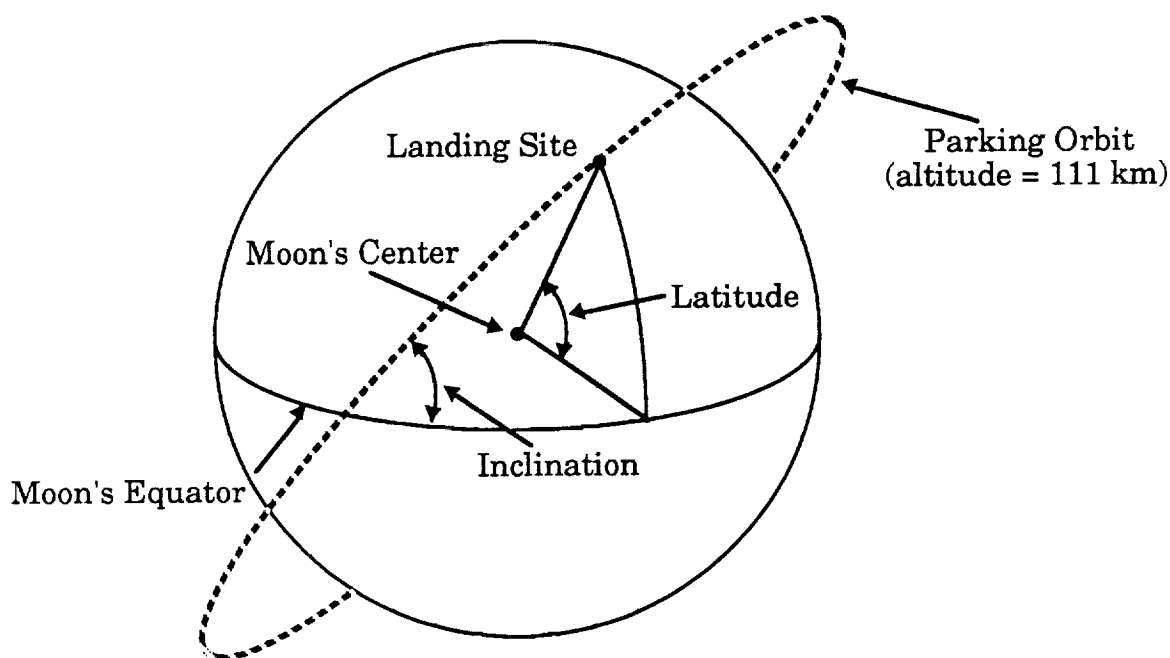 Landing Site
Parking Orbit
(altitude = 111 km)
Moon's Center
Latitude
Inclination
Moon's Equator